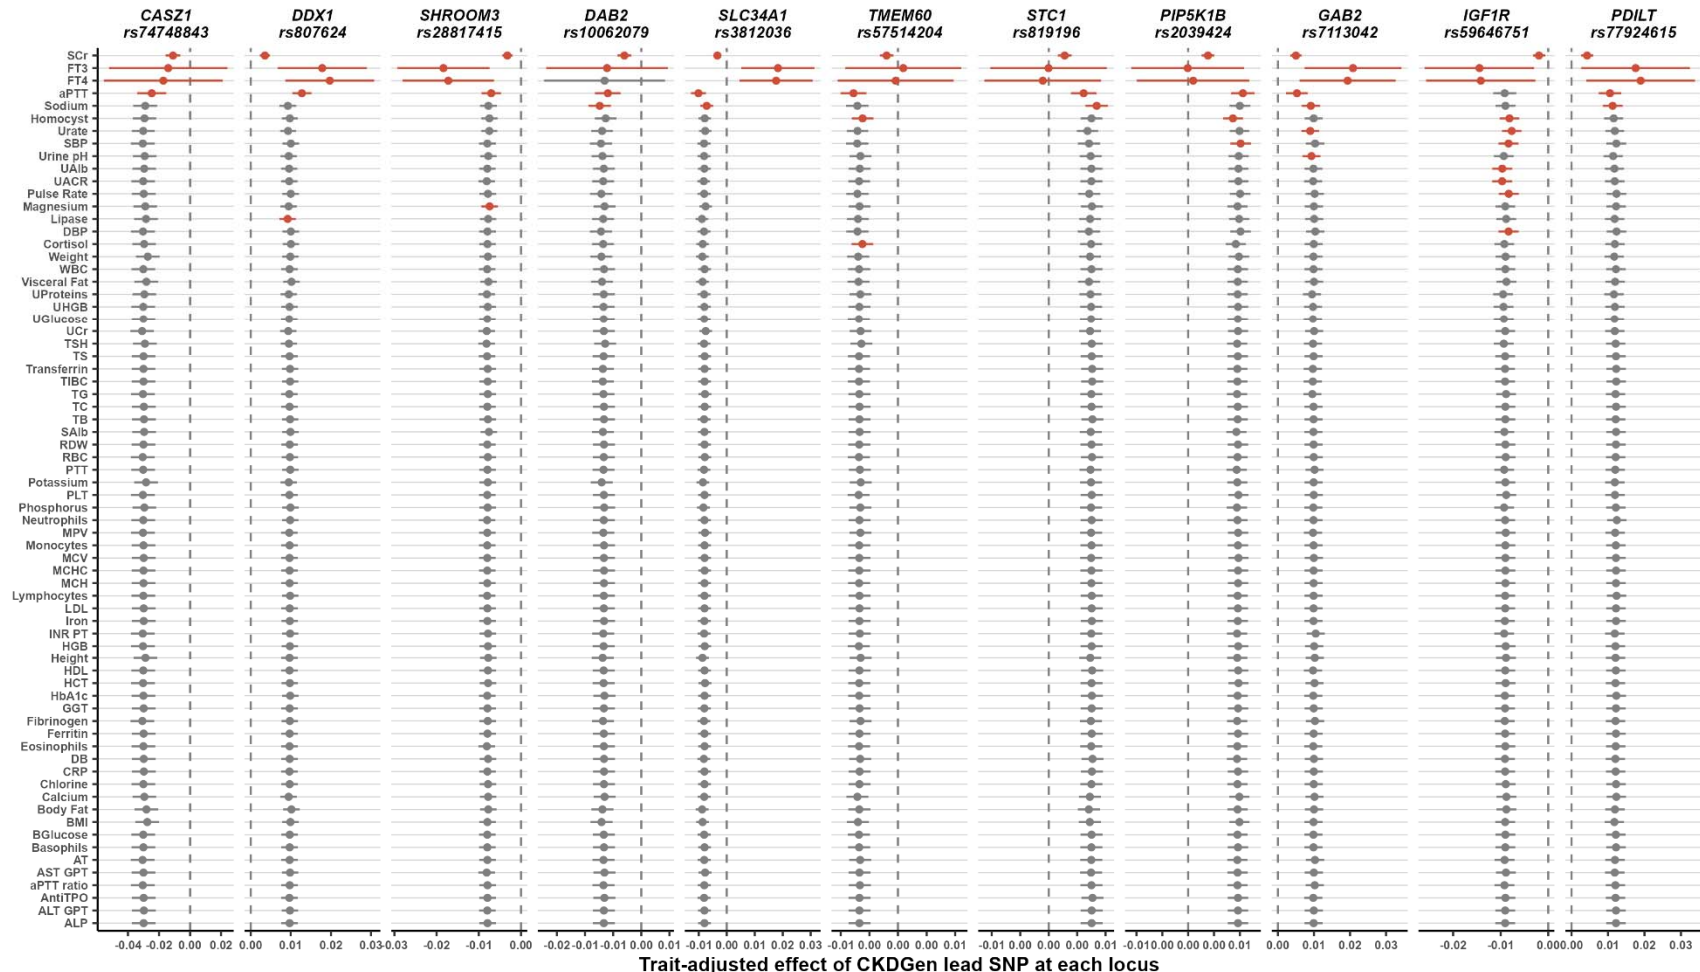 CASZ1 DDX1 SHROOM3 DAB2 SLC34A1 TMEM60 STC1 PIP5K1B GAB2 IGF1R PDILT
rs74748843 rs807624 rs28817415 rs10062079 rs3812036 rs57514204 rs819196 rs2039424 rs7113042 rs59646751 rs77924615
SCr
FT3
FT4
aPTT
Sodium
Homocyst
Urate
SBP
Urine pH
UAlb
UACR
Pulse Rate
Magnesium
Lipase
DBP
Cortisol
Weight
WBC
Visceral Fat
UProteins
UHGB
UGlucose
UCr
TSH
TS
Transferrin
TIBC
TG
TC
TB
SAlb
RDW
RBC
PTT
Potassium
PLT
Phosphorus
Neutrophils
MPV
Monocytes
MCV
MCHC
MCH
Lymphocytes
LDL
Iron
INR PT
HGB
Height
HDL
HCT
HbA1c
GGT
Fibrinogen
Ferritin
Eosinophils
DB
CRP
Chlorine
Calcium
Body Fat
BMI
BGlucose
Basophils
AT
AST GPT
aPTT ratio
AntiTPO
ALT GPT
ALP
-0.04 -0.02 0.00 0.02 0.00 0.01 0.02 0.03 -0.03 -0.02 -0.01 0.00 -0.02 -0.01 0.00 0.01 -0.01 0.00 0.01 0.02 0.03 -0.01 -0.01 0.00 0.00 0.01 -0.01 -0.01 0.00 0.00 0.01 -0.01 0.00 0.00 0.00 0.01 0.00 0.01 0.02 0.03 -0.02 -0.01 0.00 0.00 0.01 0.02 0.03
Trait-adjusted effect of CKDGen lead SNP at each locus